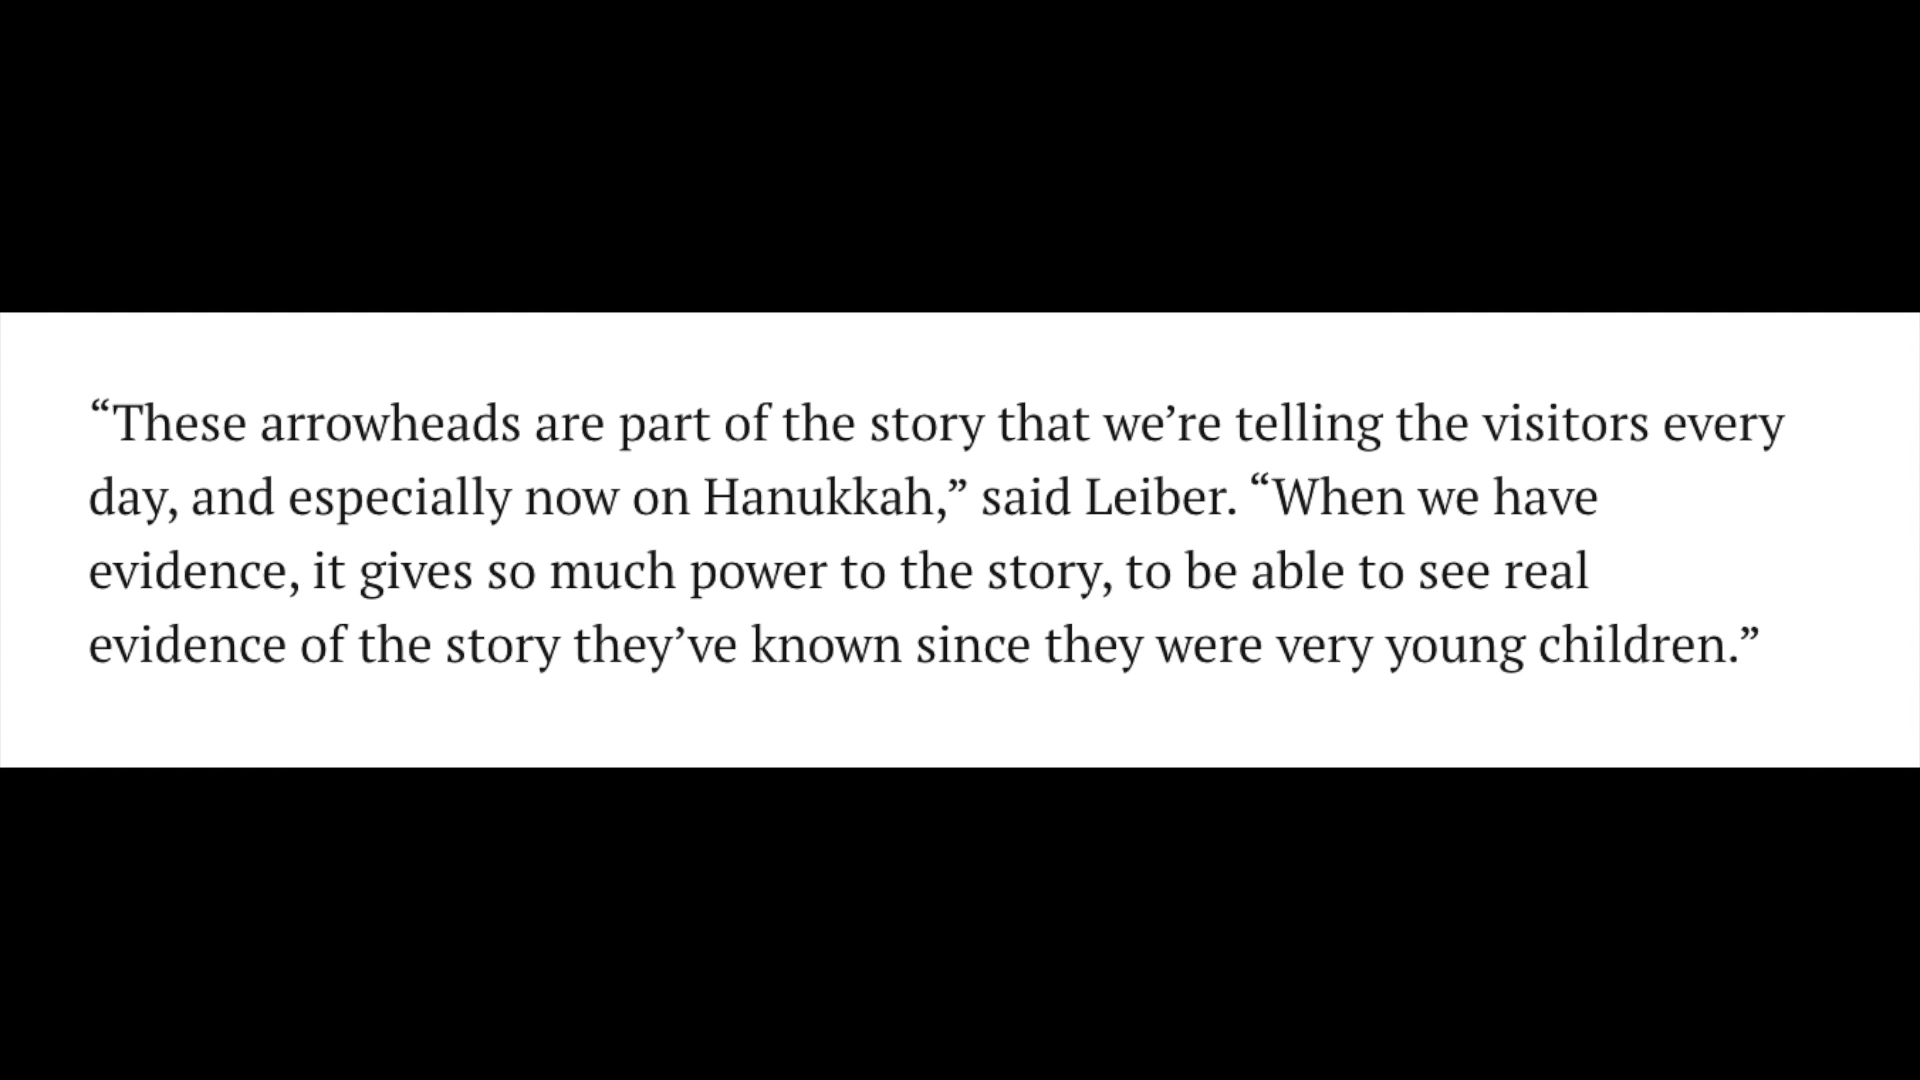 “These arrowheads are part of the story that we’re telling the visitors every
day, and especially now on Hanukkah,” said Leiber. “When we have
evidence, it gives so much power to the story, to be able to see real
evidence of the story they’ve known since they were very young children.”